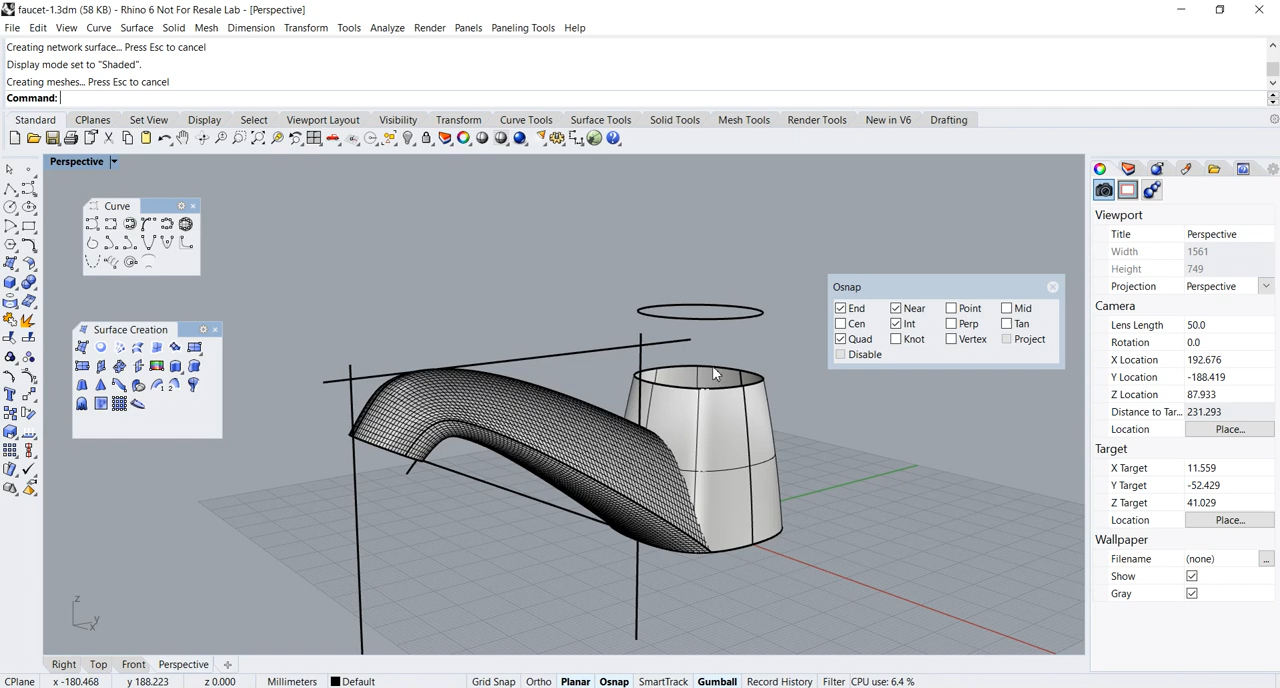 faucet-1.3dm (58 KB) - Rhino 6 Not For Resale Lab - [Perspective]
File Edit View Curve Surface Solid Mesh Dimension Transform Tools Analyze Render Panels Paneling Tools Help
Creating network surface... Press Esc to cancel
Display mode set to "Shaded".
Creating meshes... Press Esc to cancel
Command:
Standard CPlanes Set View Display Select Viewport Layout Visibility Transform Curve Tools Surface Tools Solid Tools Mesh Tools Render Tools New in V6 Drafting
Perspective
Curve
Surface Creation
Osnap
End Near Point Mid
Cen Int Perp Tan
Quad Knot Vertex Project
Disable
z
y
x
Viewport
Title Perspective
Width 1561
Height 749
Projection Perspective
Camera
Lens Length 50.0
Rotation 0.0
X Location 192.676
Y Location -188.419
Z Location 87.933
Distance to Tar... 231.293
Location Place...
Target
X Target 11.559
Y Target -52.429
Z Target 41.029
Location Place...
Wallpaper
Filename (none) ...
Show
Gray
Right Top Front Perspective
CPlane x -180.468 y 188.223 z 0.000 Millimeters Default Grid Snap Ortho Planar Osnap SmartTrack Gumball Record History Filter CPU use: 6.4 %